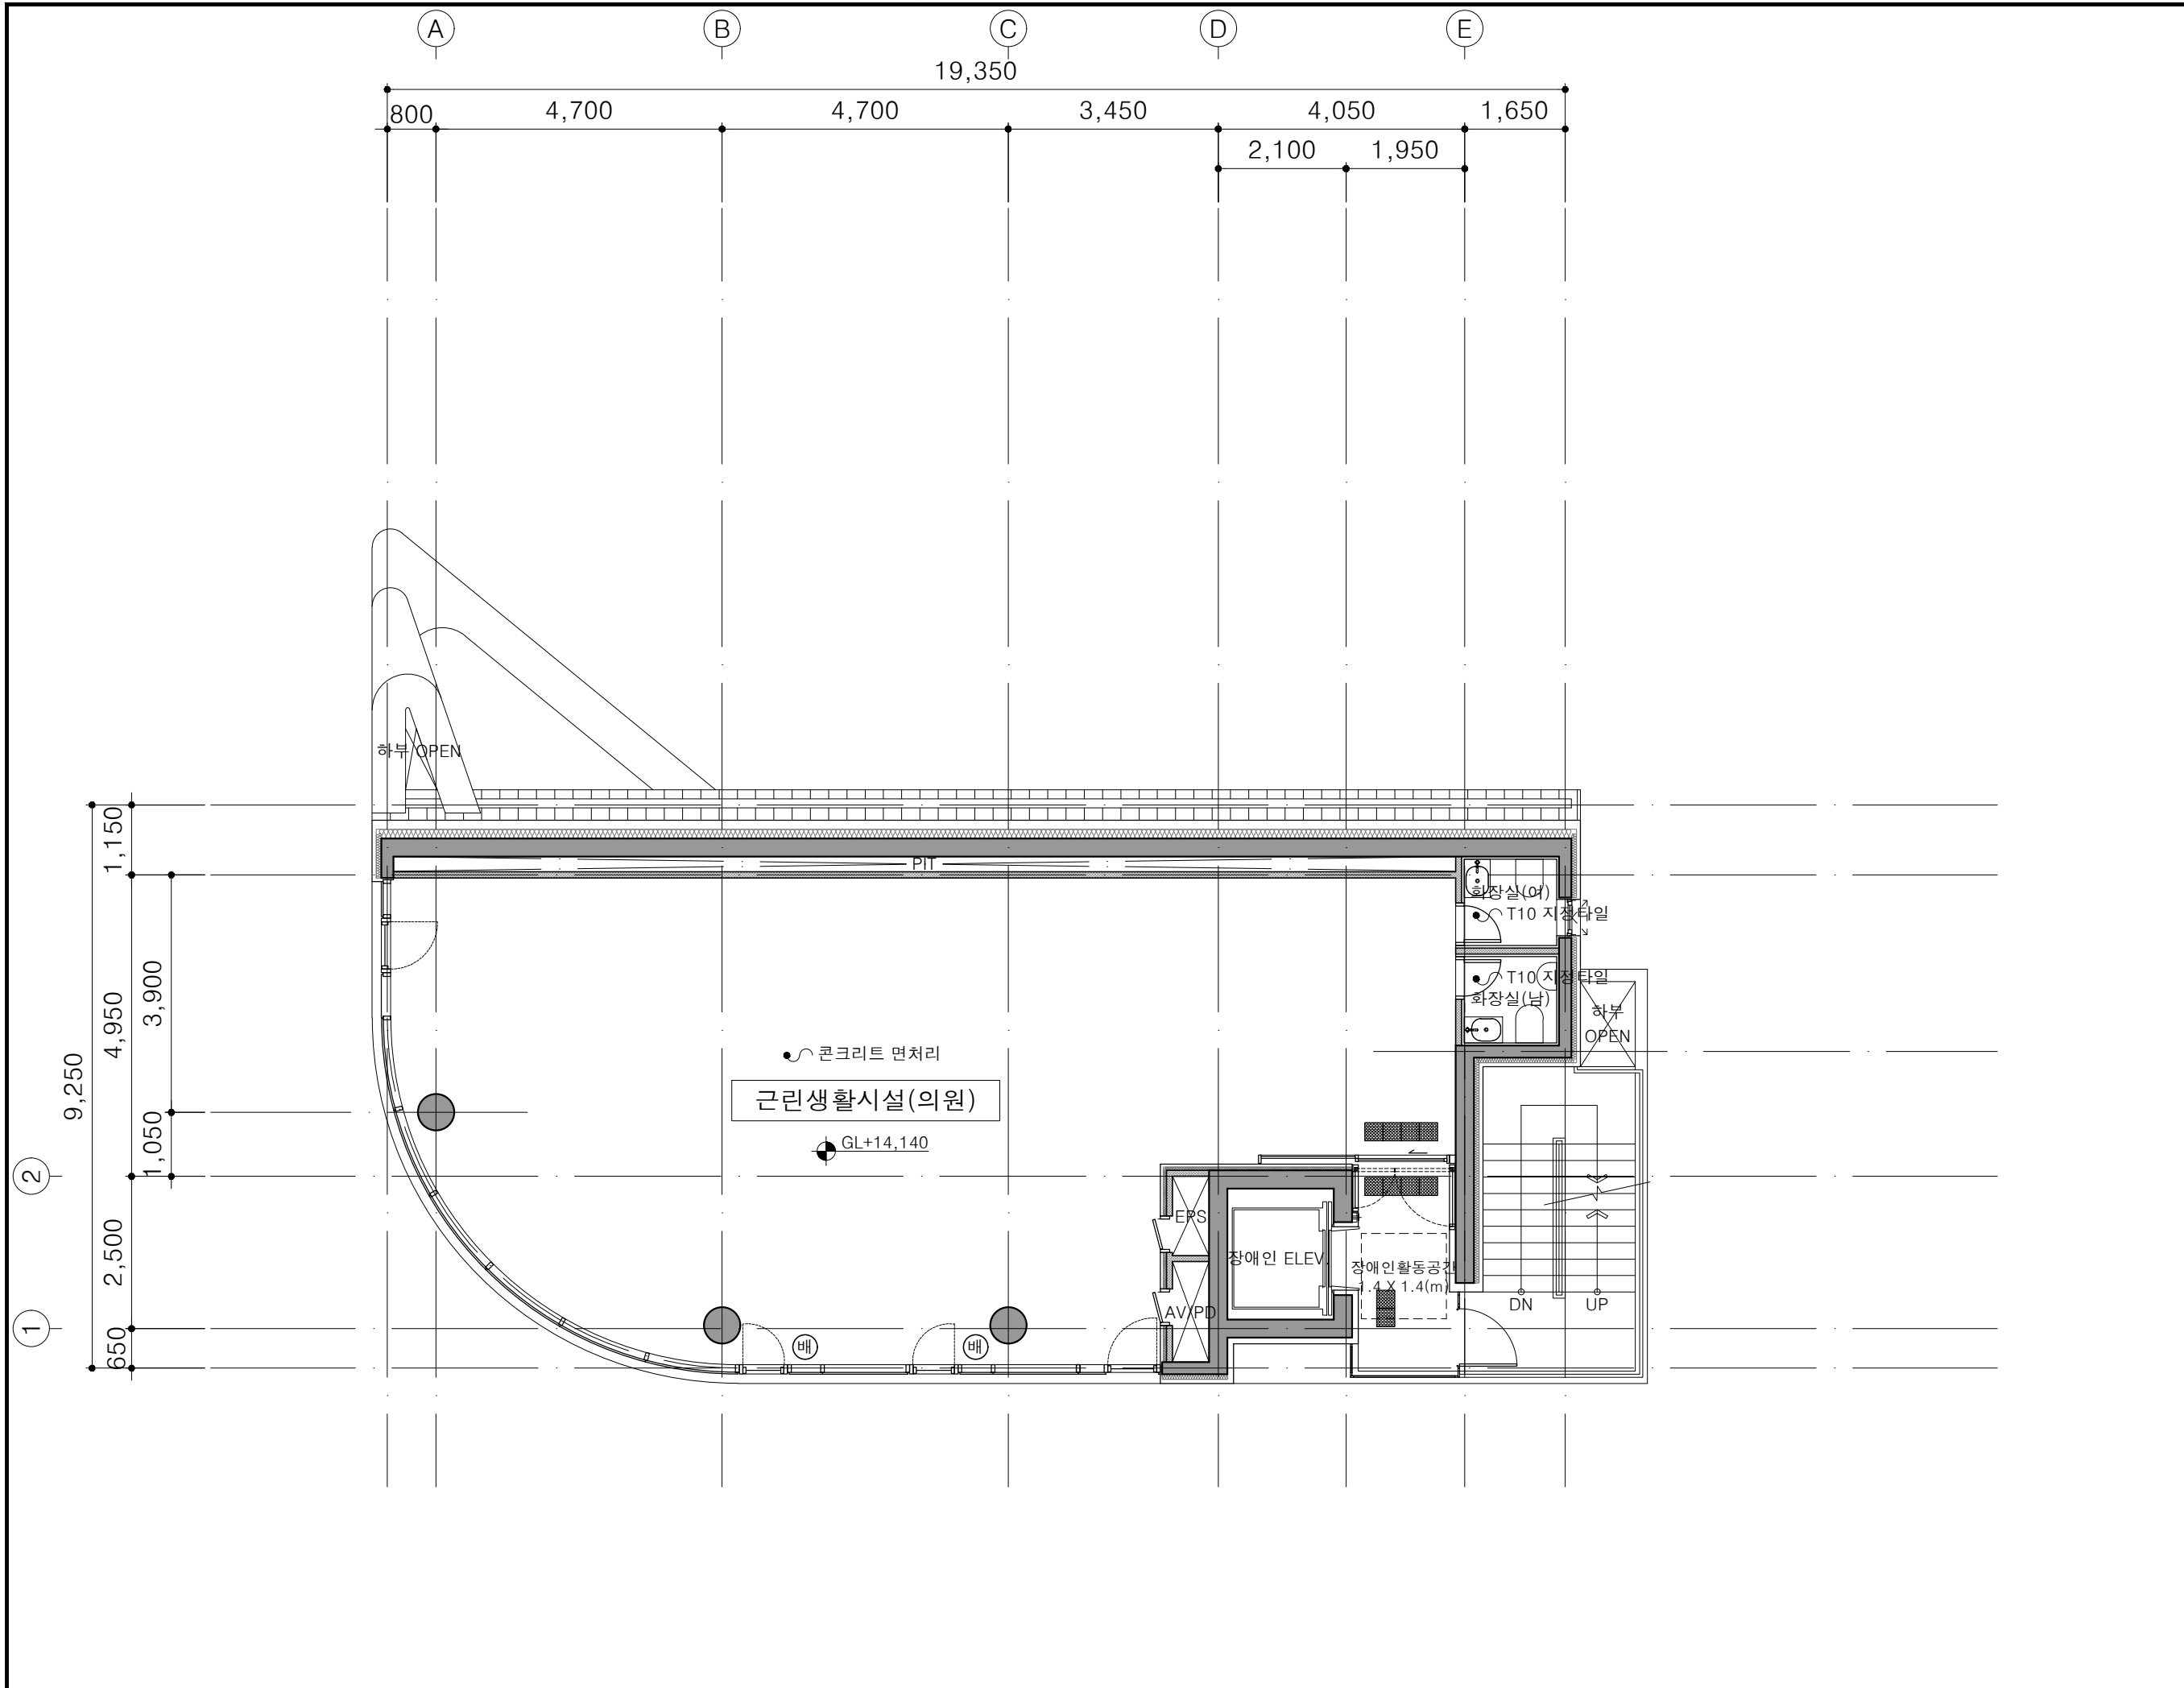 A B C D E
19,350
800 4,700 4,700 3,450 4,050 1,650
2,100 1,950
하부 OPEN
1,150
PIT
화장실(여)
T10 지정타일
3,900
4,950
T10 지정타일
화장실(남)
하부
OPEN
콘크리트 면처리
9,250
근린생활시설(의원)
1,050
GL+14,140
2
EPS
2,500
장애인 ELEV.
장애인활동공간
1.4 X 1.4(m)
AV/PD
DN UP
1
650
배 배